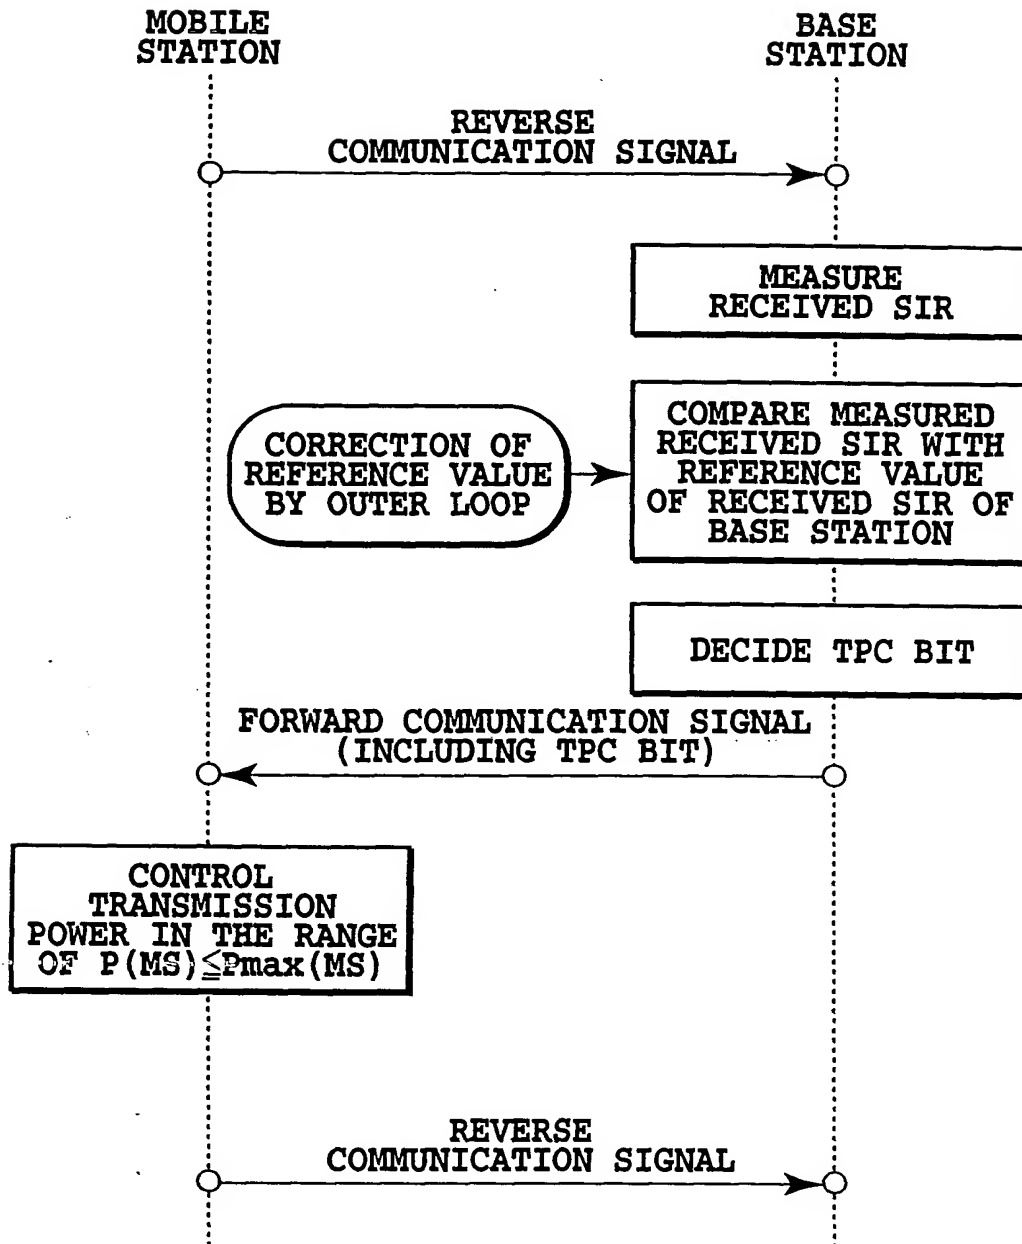 MOBILE
STATION
BASE
STATION
REVERSE
COMMUNICATION SIGNAL
MEASURE
RECEIVED SIR
CORRECTION OF
REFERENCE VALUE
BY OUTER LOOP
COMPARE MEASURED
RECEIVED SIR WITH
REFERENCE VALUE
OF RECEIVED SIR OF
BASE STATION
DECIDE TPC BIT
FORWARD COMMUNICATION SIGNAL
(INCLUDING TPC BIT)
CONTROL
TRANSMISSION
POWER IN THE RANGE
OF P(MS)≦Pmax(MS)
REVERSE
COMMUNICATION SIGNAL